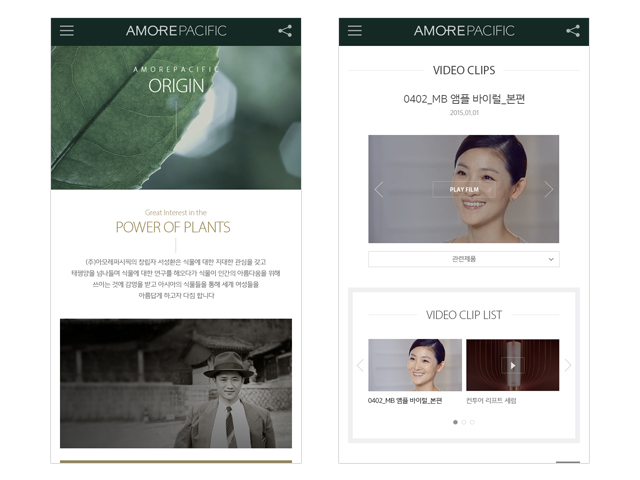 AMOREPACIFIC
AMOREPACIFIC
ORIGIN
Great Interest in the
POWER OF PLANTS
(주)아모레퍼시픽의 창립자 서성환은 식물에 대한 지대한 관심을 갖고
태평양을 넘나들며 식물에 대한 연구를 해오다가 식물이 인간의 아름다움을 위해
쓰이는 것에 감명을 받고 아시아의 식물들을 통해 세계 여성들을
아름답게 하고자 다짐 합니다
AMOREPACIFIC
VIDEO CLIPS
0402_MB 앰플 바이럴_본편
2015.01.01
PLAY FILM
관련제품
VIDEO CLIP LIST
0402_MB 앰플 바이럴_본편
컨투어 리프트 세럼